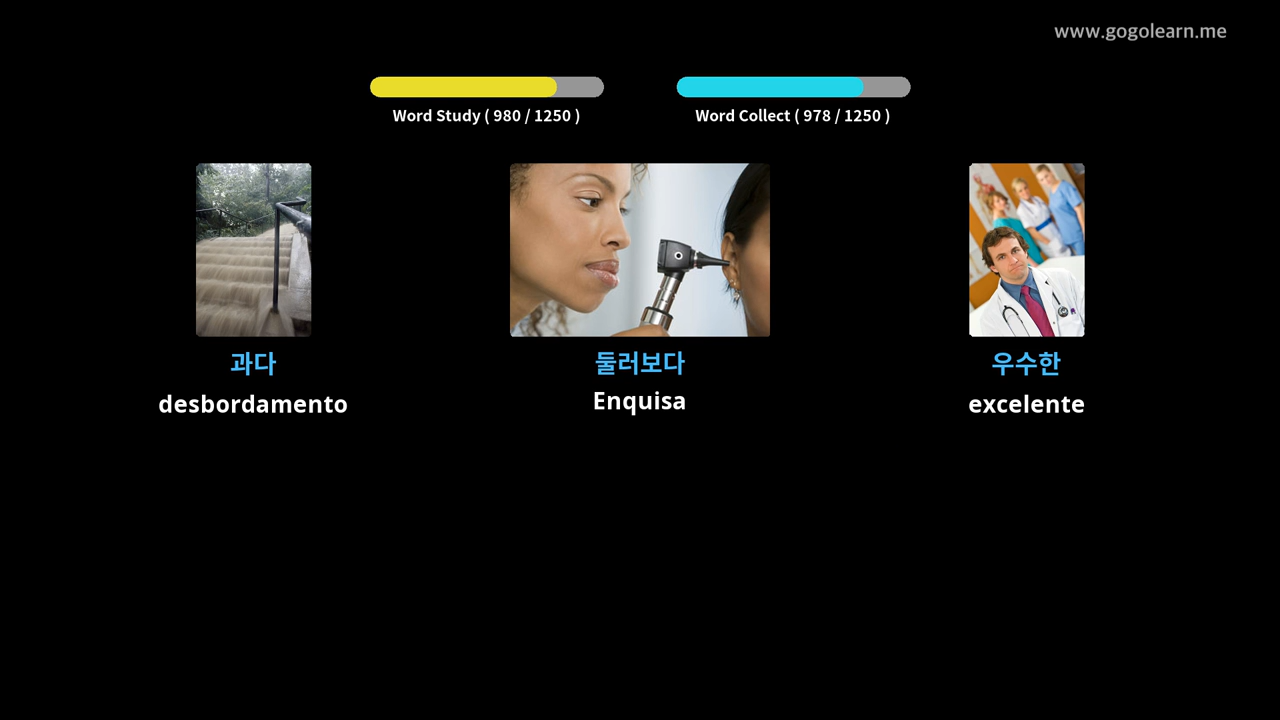 www.gogolearn.me
Word Study ( 980 / 1250 )
Word Collect ( 978 / 1250 )
과다
둘러보다
우수한
desbordamento
Enquisa
excelente